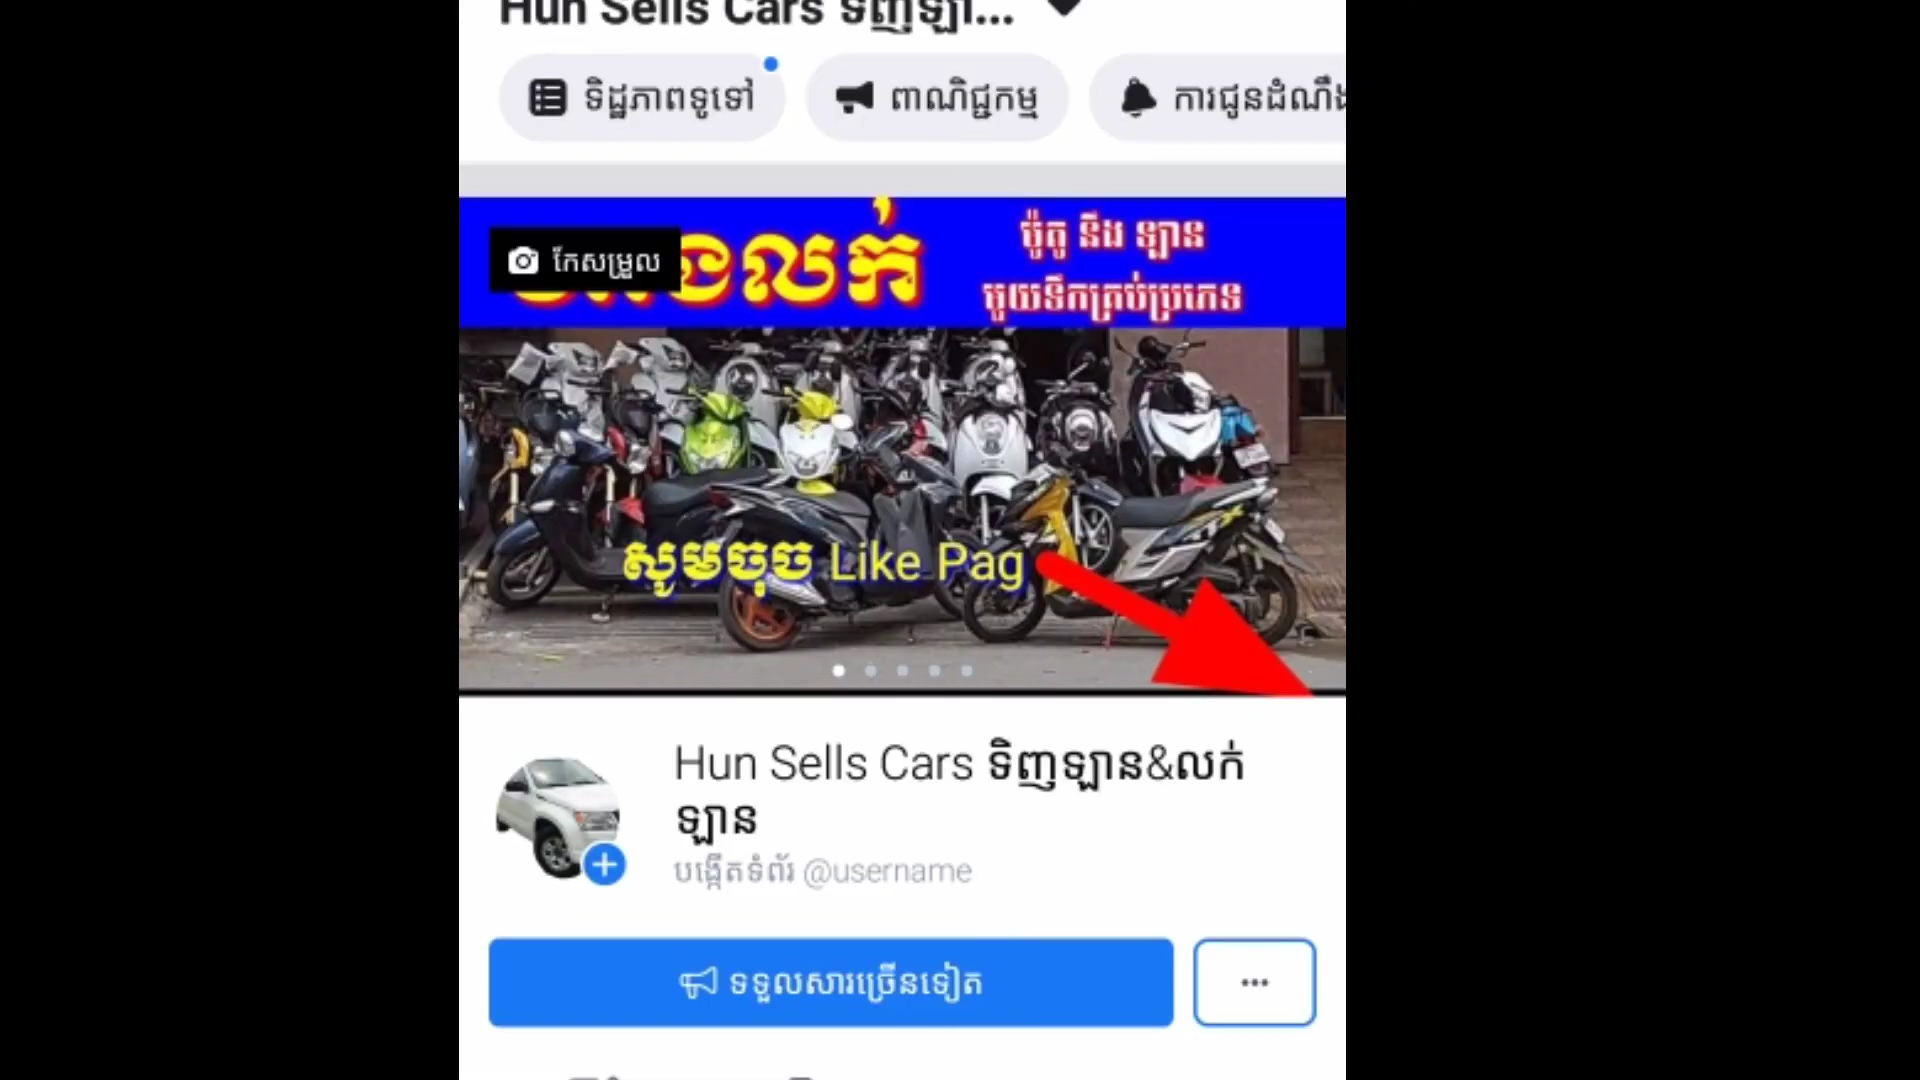 Hun Sells Cars ទិញឡា...
ទិដ្ឋភាពទូទៅ
ពាណិជ្ជកម្ម
ការជូនដំណឹង
កែសម្រួល
លក់
ប៉ូតូ នឹង ឡាន
មួយទឹកគ្រប់ប្រភេទ
សូមចុច Like Pag
Hun Sells Cars ទិញឡាន&លក់
ឡាន
បង្កើតទំព័រ @username
ទទួលសារច្រើនទៀត